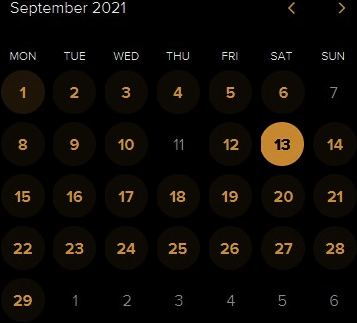 September 2021
MON TUE WED THU FRI SAT SUN
1 2 3 4 5 6 7
8 9 10 11 12 13 14
15 16 17 18 19 20 21
22 23 24 25 26 27 28
29 1 2 3 4 5 6